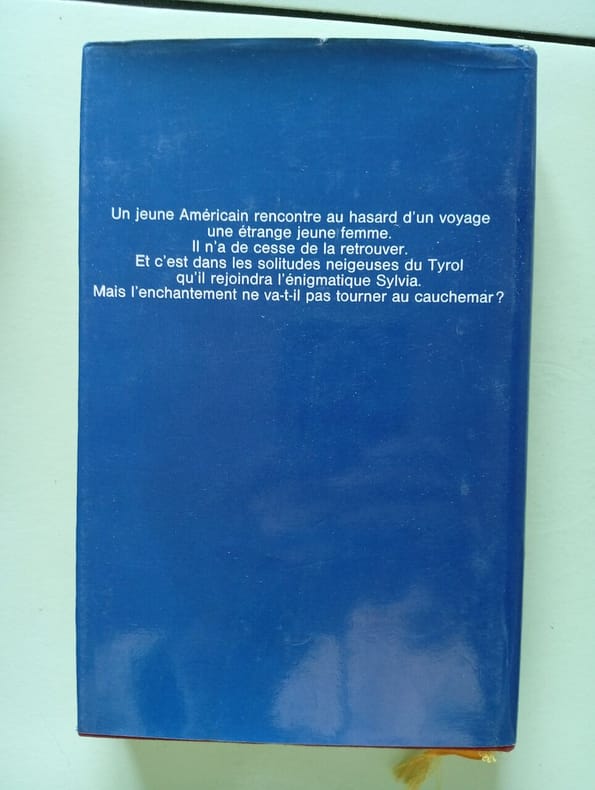 Un jeune Américain rencontre au hasard d'un voyage
une étrange jeune femme.
Il n'a de cesse de la retrouver.
Et c'est dans les solitudes neigeuses du Tyrol
qu'il rejoindra l'énigmatique Sylvia.
Mais l'enchantement ne va-t-il pas tourner au cauchemar?